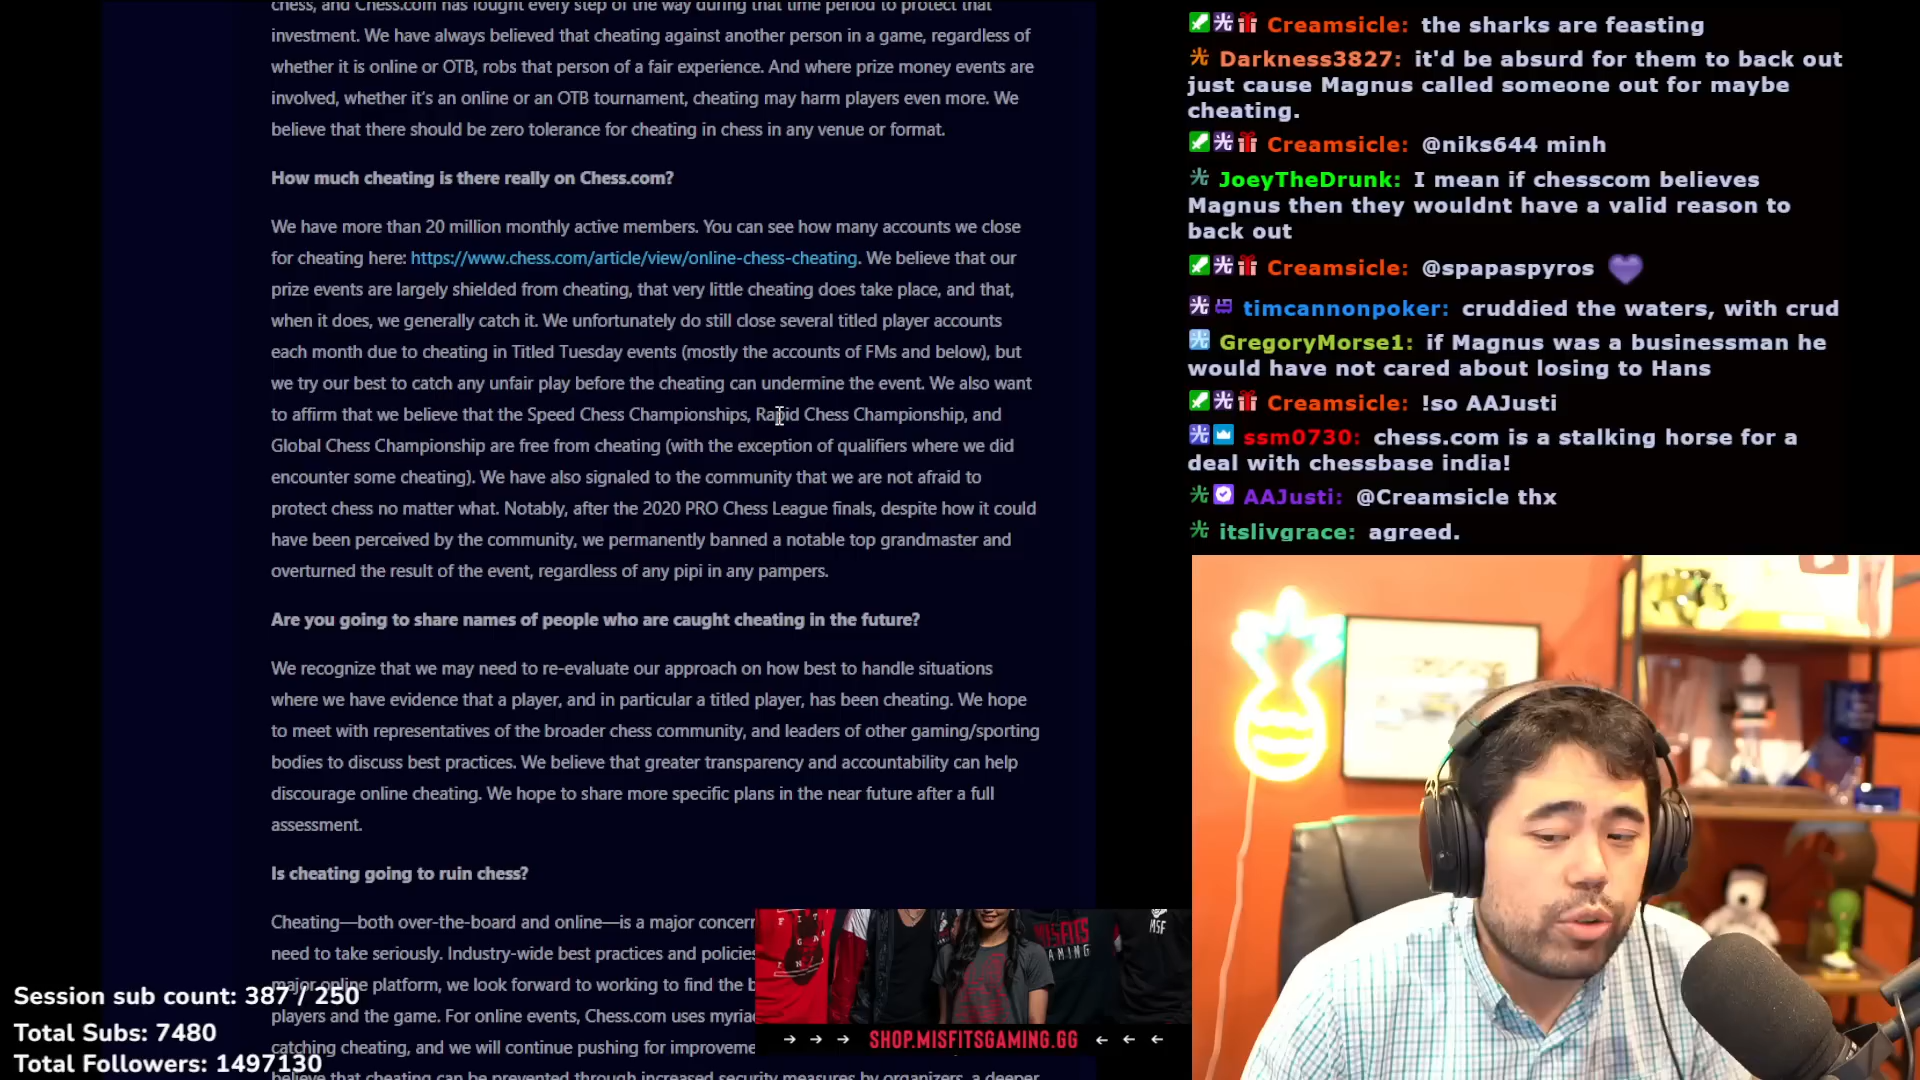 chess, and Chess.com has fought every step of the way during that time period to protect that
investment. We have always believed that cheating against another person in a game, regardless of
whether it is online or OTB, robs that person of a fair experience. And where prize money events are
involved, whether it's an online or an OTB tournament, cheating may harm players even more. We
believe that there should be zero tolerance for cheating in chess in any venue or format.
How much cheating is there really on Chess.com?
We have more than 20 million monthly active members. You can see how many accounts we close
for cheating here: https://www.chess.com/article/view/online-chess-cheating. We believe that our
prize events are largely shielded from cheating, that very little cheating does take place, and that,
when it does, we generally catch it. We unfortunately do still close several titled player accounts
each month due to cheating in Titled Tuesday events (mostly the accounts of FMs and below), but
we try our best to catch any unfair play before the cheating can undermine the event. We also want
to affirm that we believe that the Speed Chess Championships, Rapid Chess Championship, and
Global Chess Championship are free from cheating (with the exception of qualifiers where we did
encounter some cheating). We have also signaled to the community that we are not afraid to
protect chess no matter what. Notably, after the 2020 PRO Chess League finals, despite how it could
have been perceived by the community, we permanently banned a notable top grandmaster and
overturned the result of the event, regardless of any pipi in any pampers.
Are you going to share names of people who are caught cheating in the future?
We recognize that we may need to re-evaluate our approach on how best to handle situations
where we have evidence that a player, and in particular a titled player, has been cheating. We hope
to meet with representatives of the broader chess community, and leaders of other gaming/sporting
bodies to discuss best practices. We believe that greater transparency and accountability can help
discourage online cheating. We hope to share more specific plans in the near future after a full
assessment.
Is cheating going to ruin chess?
Cheating—both over-the-board and online—is a major concern
need to take seriously. Industry-wide best practices and policies
major online platform, we look forward to working to find the b
players and the game. For online events, Chess.com uses myriad
catching cheating, and we will continue pushing for improveme
believe that cheating can be prevented through increased security measures by organizers, a deeper
Session sub count: 387 / 250
Total Subs: 7480
Total Followers: 1497130
MISFITS
GAMING
MSF
SHOP.MISFITSGAMING.GG
Creamsicle: the sharks are feasting
Darkness3827: it'd be absurd for them to back out
just cause Magnus called someone out for maybe
cheating.
Creamsicle: @niks644 minh
JoeyTheDrunk: I mean if chesscom believes
Magnus then they wouldnt have a valid reason to
back out
Creamsicle: @spapaspyros
timcannonpoker: cruddied the waters, with crud
GregoryMorse1: if Magnus was a businessman he
would have not cared about losing to Hans
Creamsicle: !so AAJusti
ssm0730: chess.com is a stalking horse for a
deal with chessbase india!
AAJusti: @Creamsicle thx
itslivgrace: agreed.